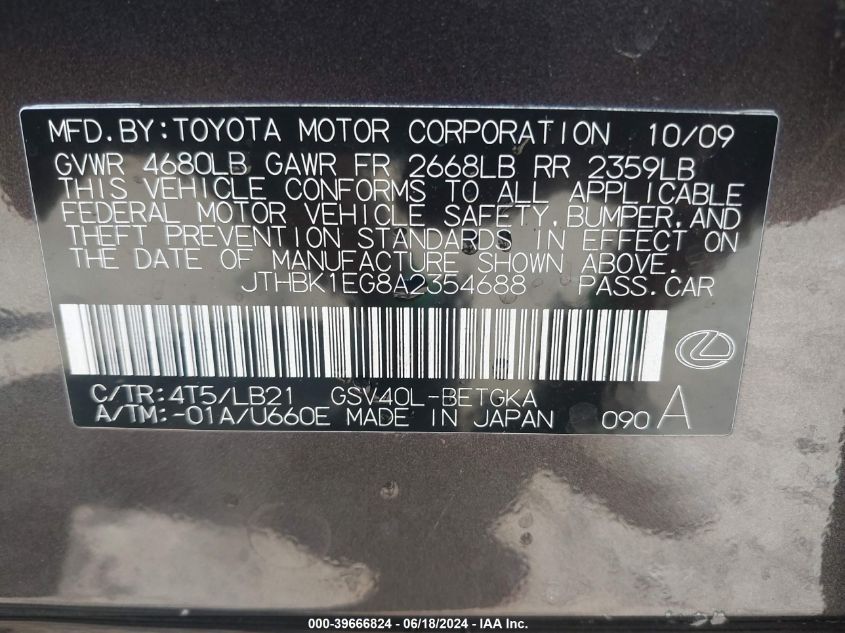 MFD.BY:TOYOTA MOTOR CORPORATION 10/09
GVWR 4680LB GAWR FR 2668LB RR 2359LB
THIS VEHICLE CONFORMS TO ALL APPLICABLE
FEDERAL MOTOR VEHICLE SAFETY,BUMPER,AND
THEFT PREVENTION STANDARDS IN EFFECT ON
THE DATE OF MANUFACTURE SHOWN ABOVE.
JTHBK1EG8A2354688 PASS.CAR
C/TR:4T5/LB21 GSV40L-BETGKA
A/TM:-01A/U660E MADE IN JAPAN 090 A
000-39666824 / 06/18/2024 / IAA, Inc.